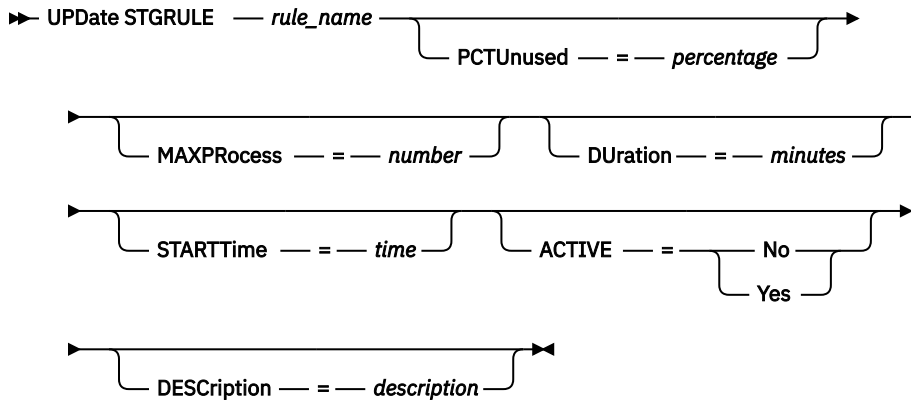 UPDate STGRULE rule_name
PCTUnused = percentage
MAXPRocess = number DUration = minutes
STARTTime = time ACTIVE = No
Yes
DESCription = description